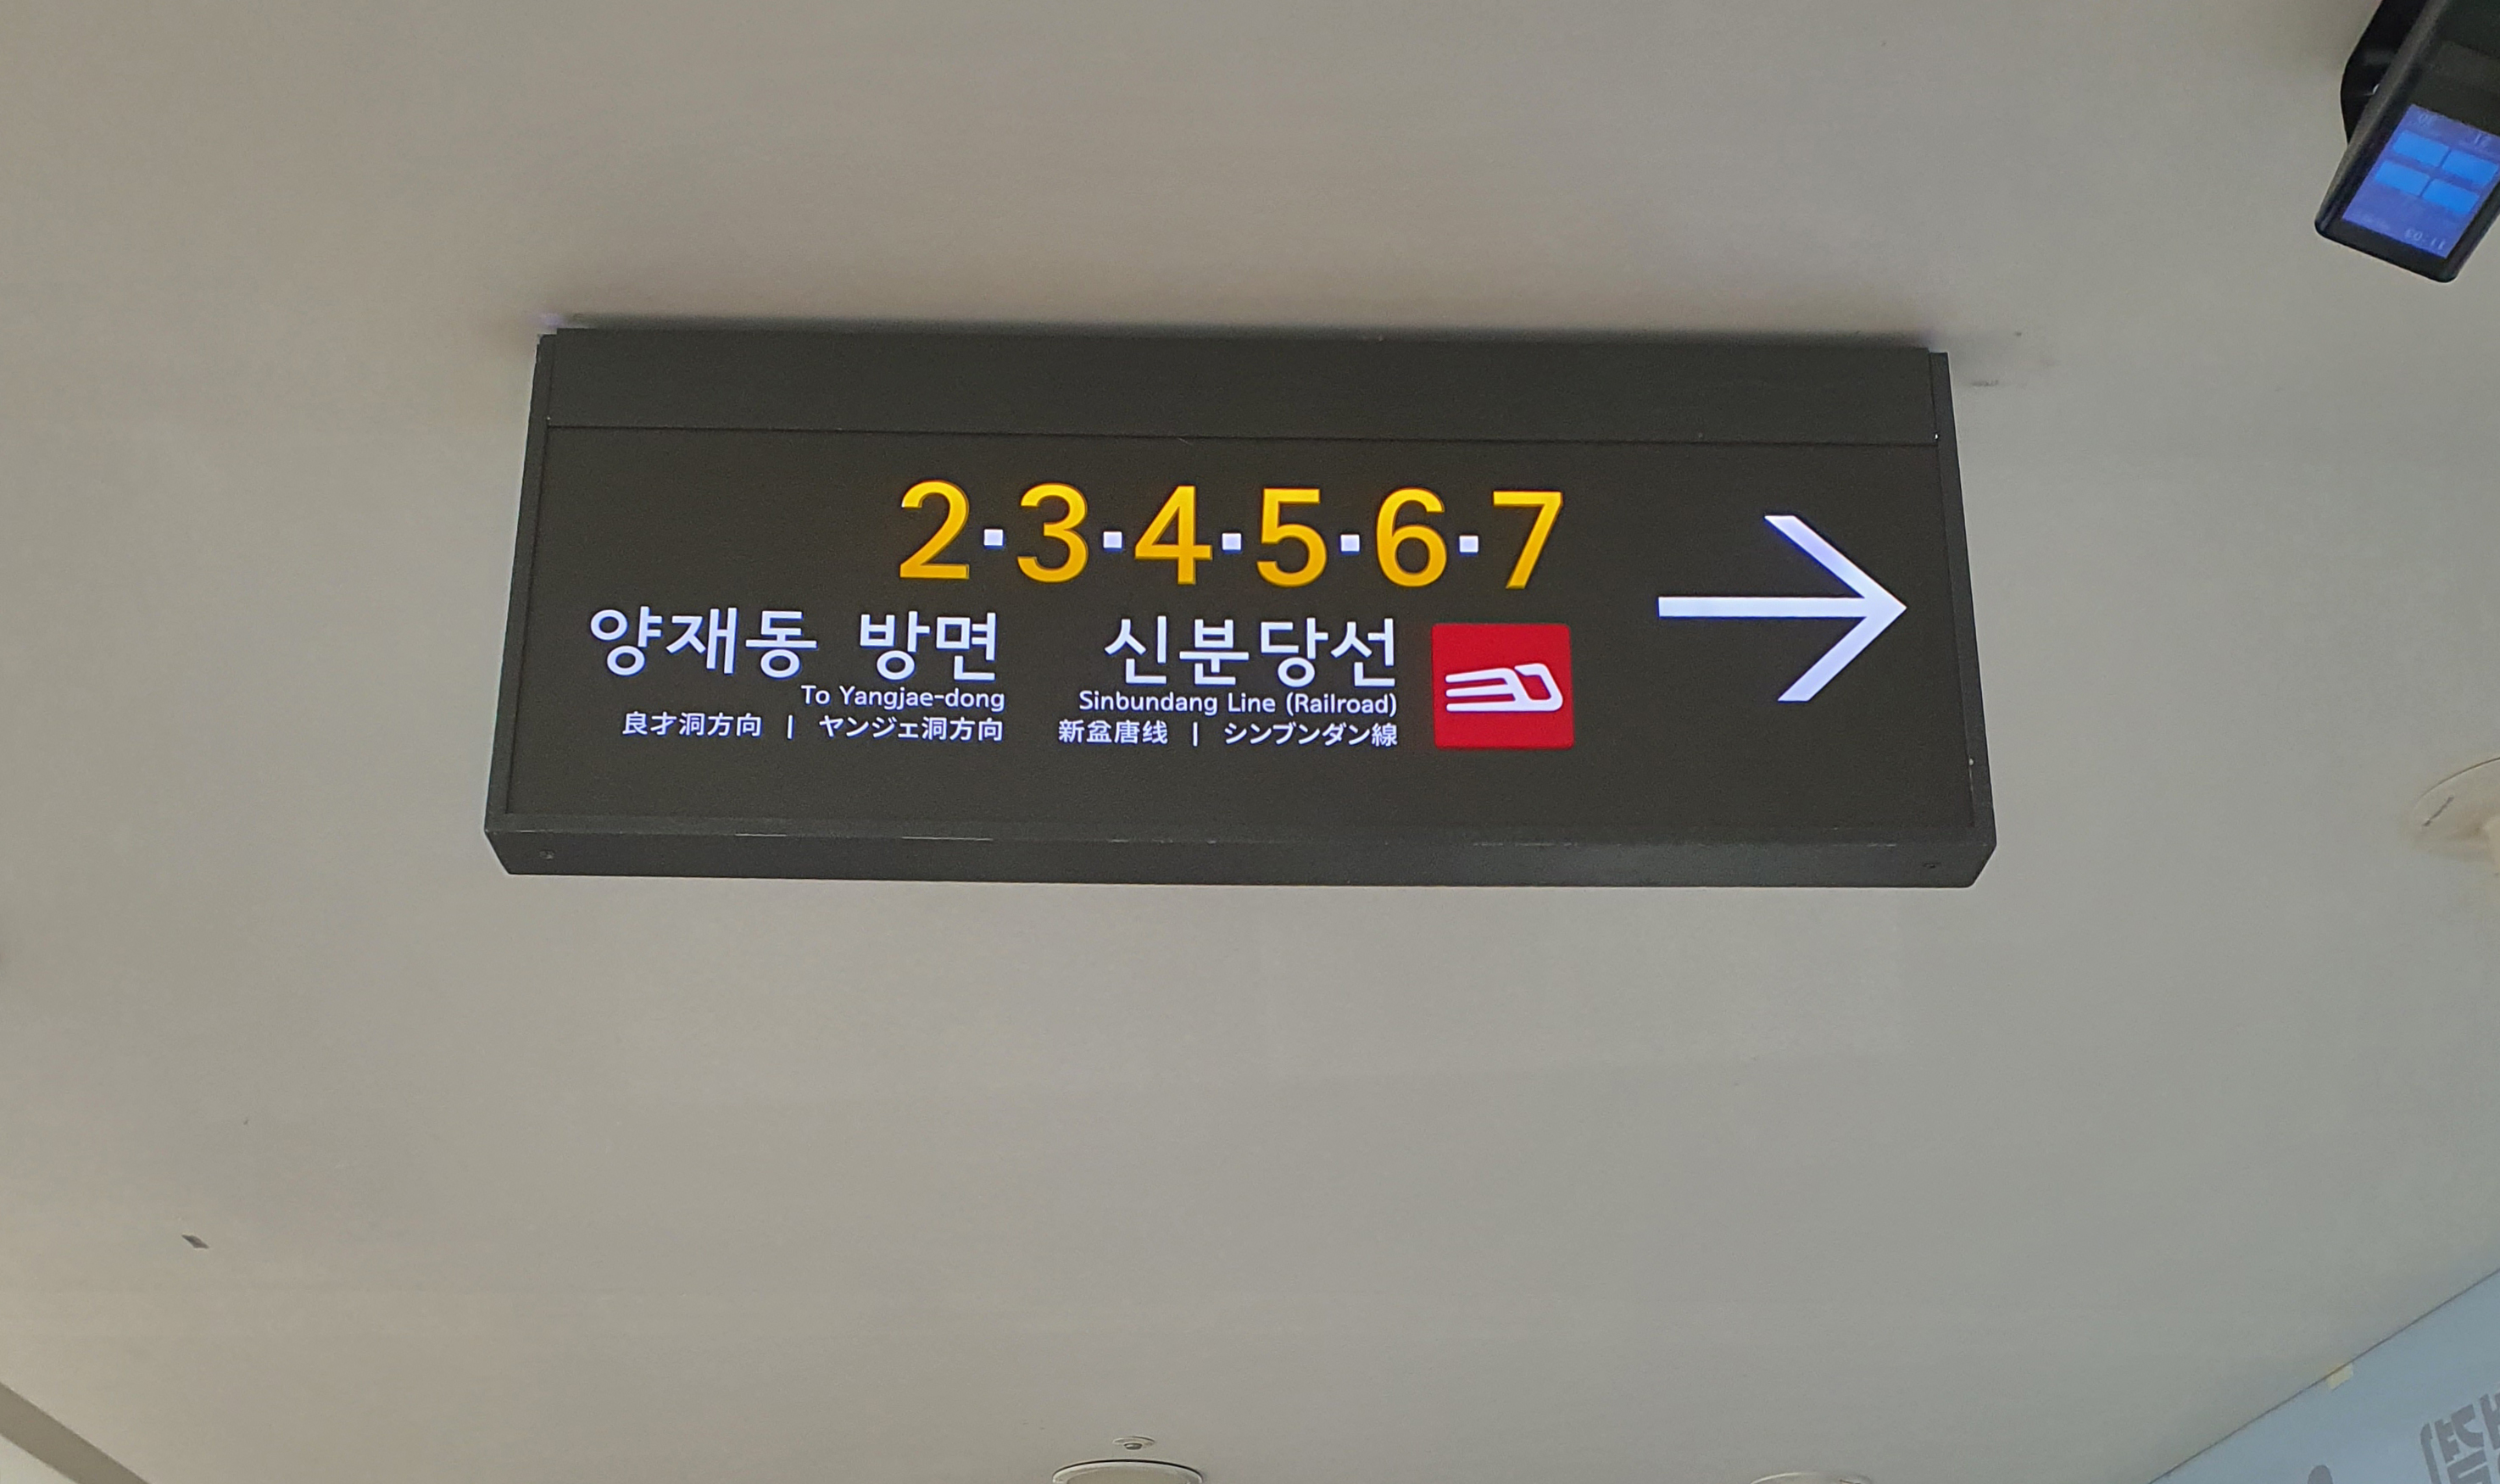 2·3·4·5·6·7
양재동 방면
To Yangjae-dong
良才洞方向 | ヤンジェ洞方向
신분당선
Sinbundang Line (Railroad)
新盆唐线 | シンブンダン線
11:03